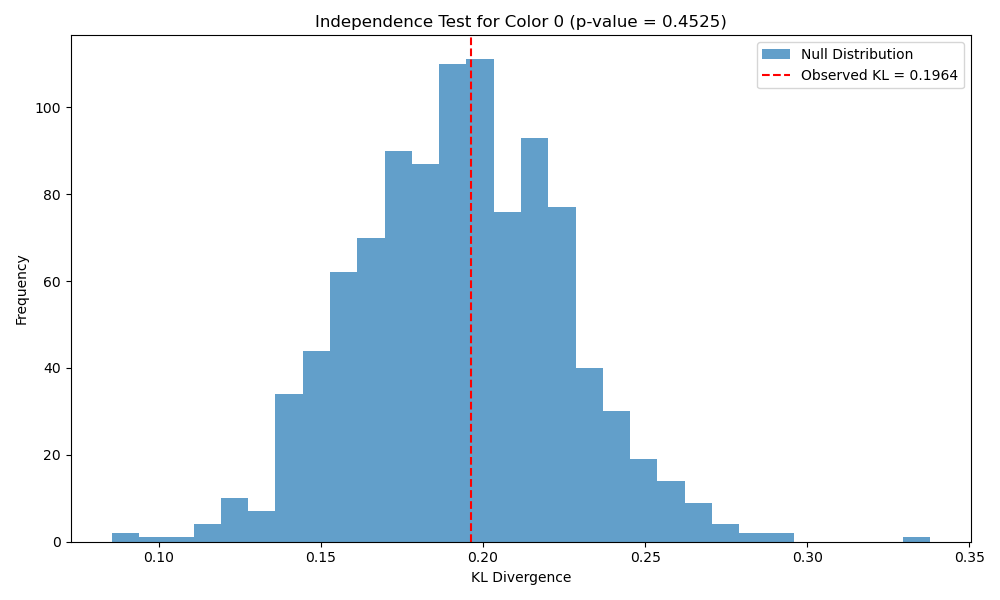 Independence Test for Color 0 (p-value = 0.4525)
Null Distribution
Observed KL = 0.1964
Frequency
100
80
60
40
20
0
0.10 0.15 0.20 0.25 0.30 0.35
KL Divergence